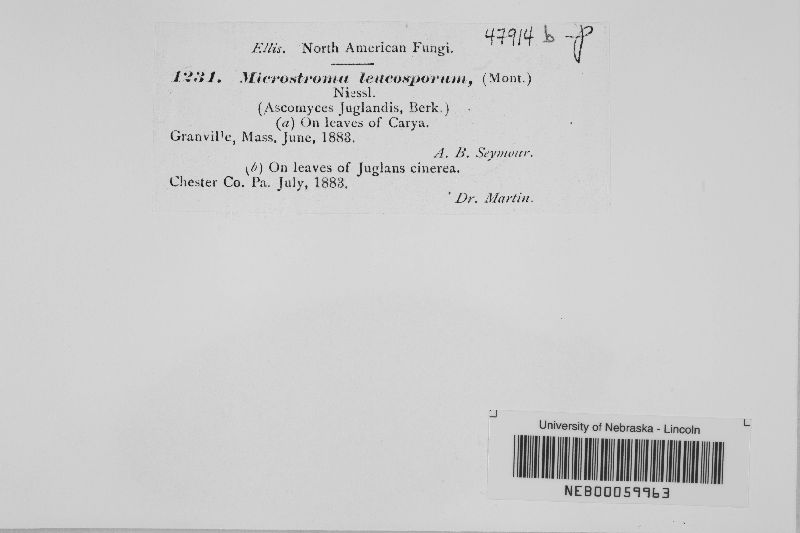 47914 b
Ellis. North American Fungi.
1231. Microstroma leucosporum, (Mont.)
Niessl.
(Ascomyces Juglandis, Berk.)
(a) On leaves of Carya.
Granville, Mass. June, 1883.
A. B. Seymour.
(b) On leaves of Juglans cinerea.
Chester Co. Pa. July, 1883.
Dr. Martin.
University of Nebraska - Lincoln
NEB00059963